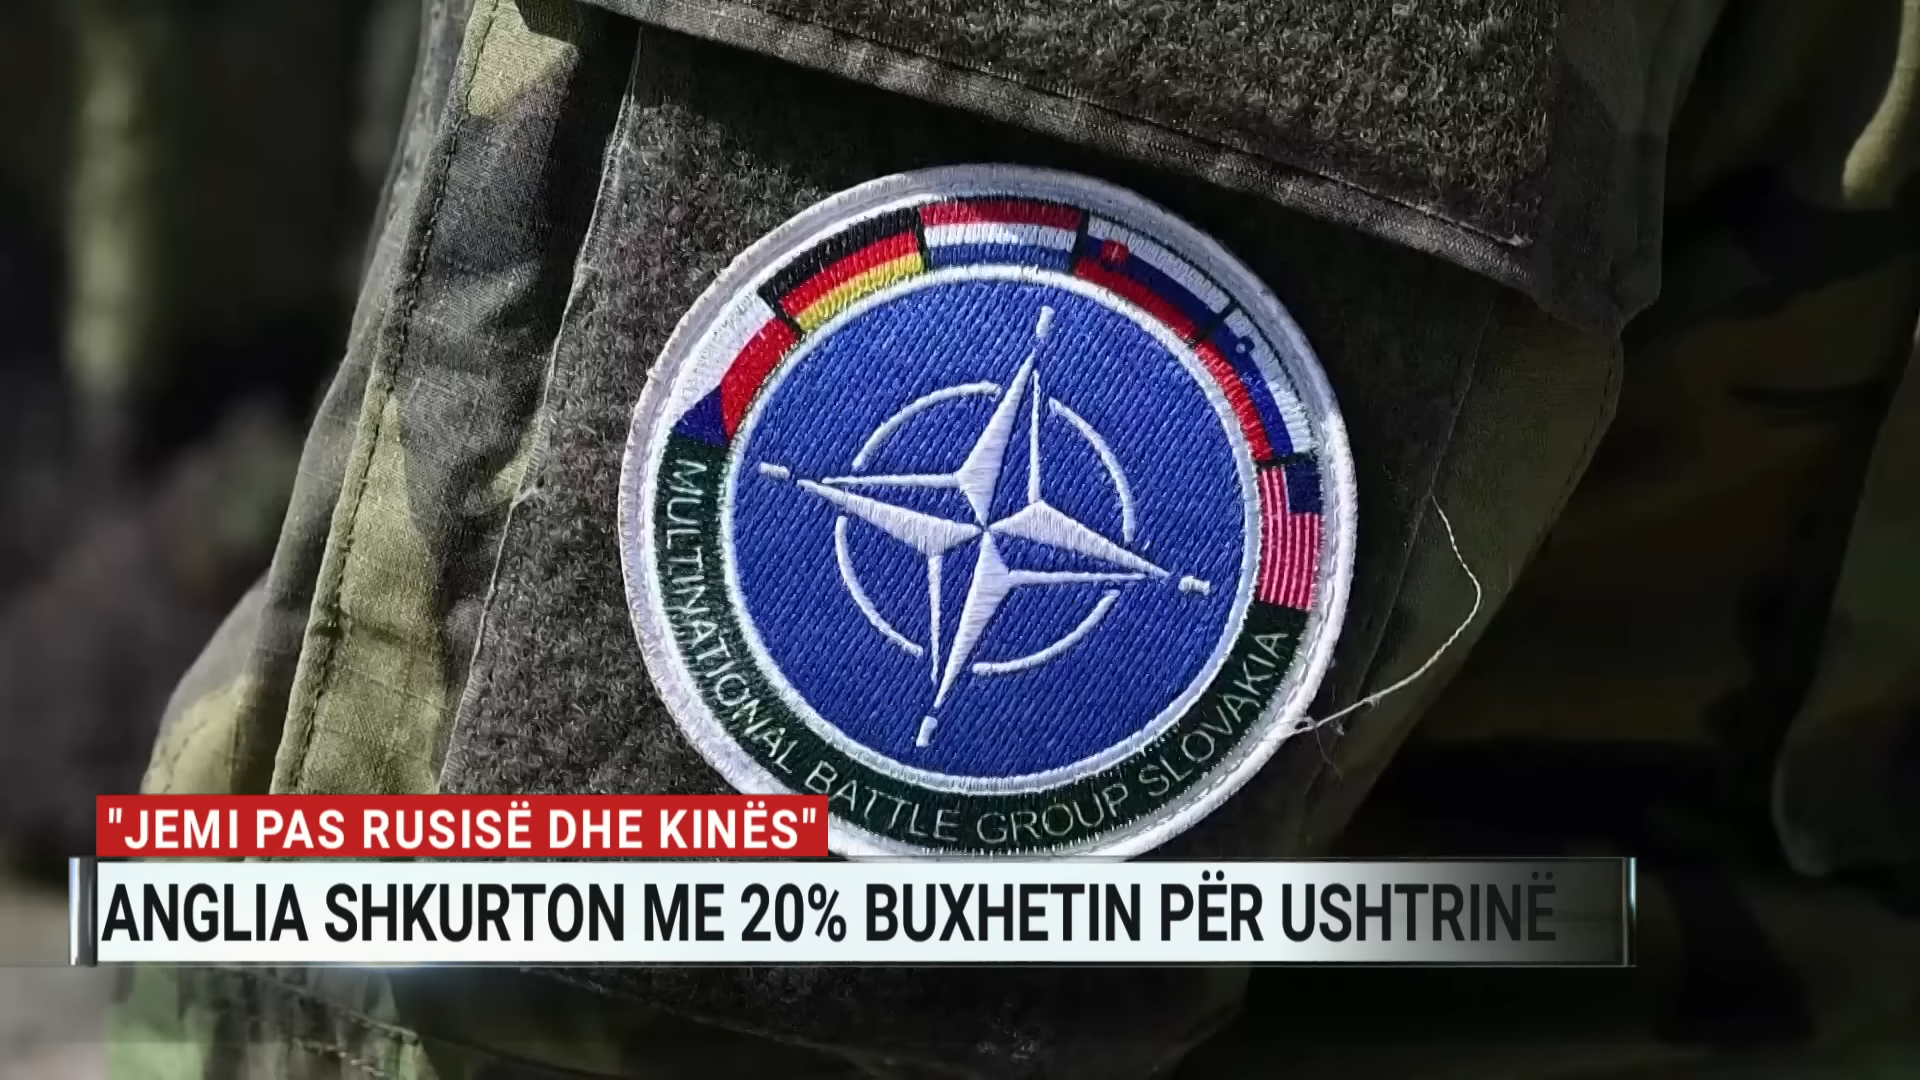 MULTINATIONAL BATTLE GROUP SLOVAKIA
"JEMI PAS RUSISË DHE KINËS"
ANGLIA SHKURTON ME 20% BUXHETIN PËR USHTRINË